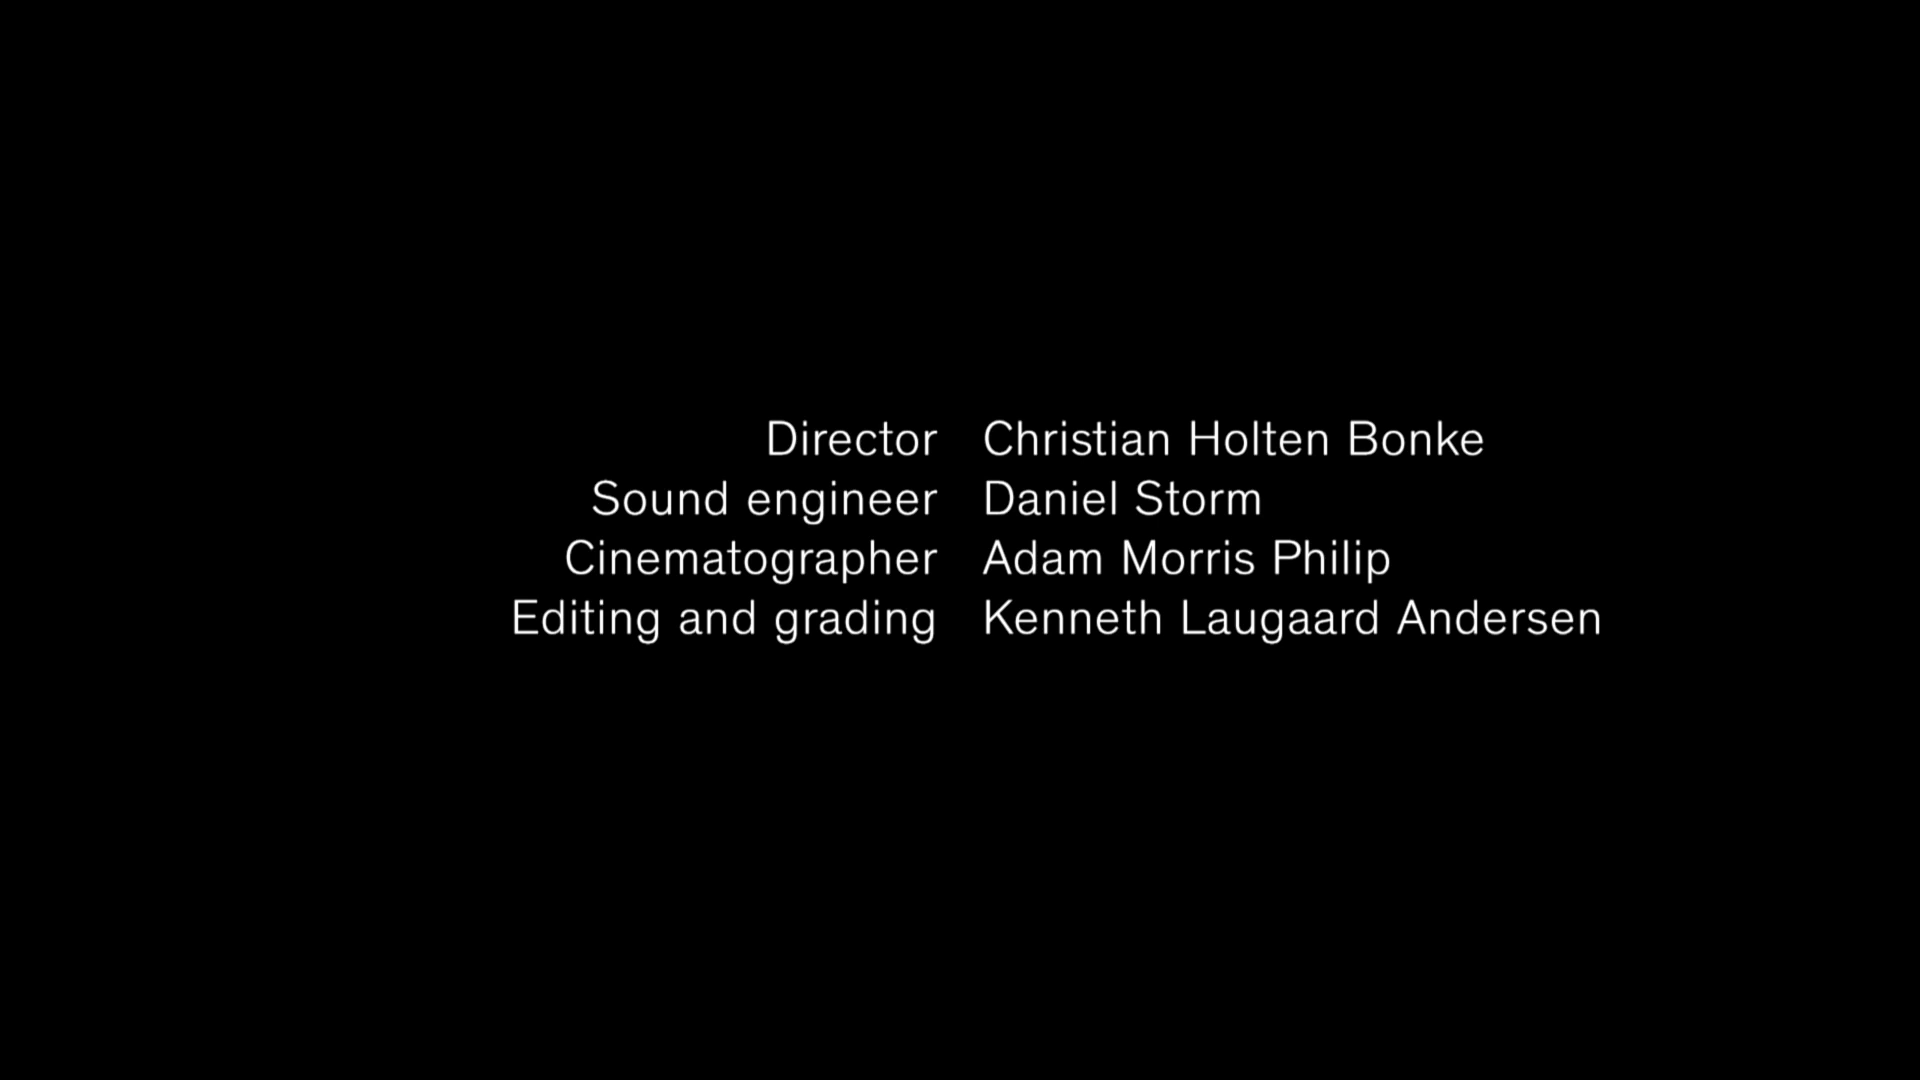 Director Christian Holten Bonke
Sound engineer Daniel Storm
Cinematographer Adam Morris Philip
Editing and grading Kenneth Laugaard Andersen